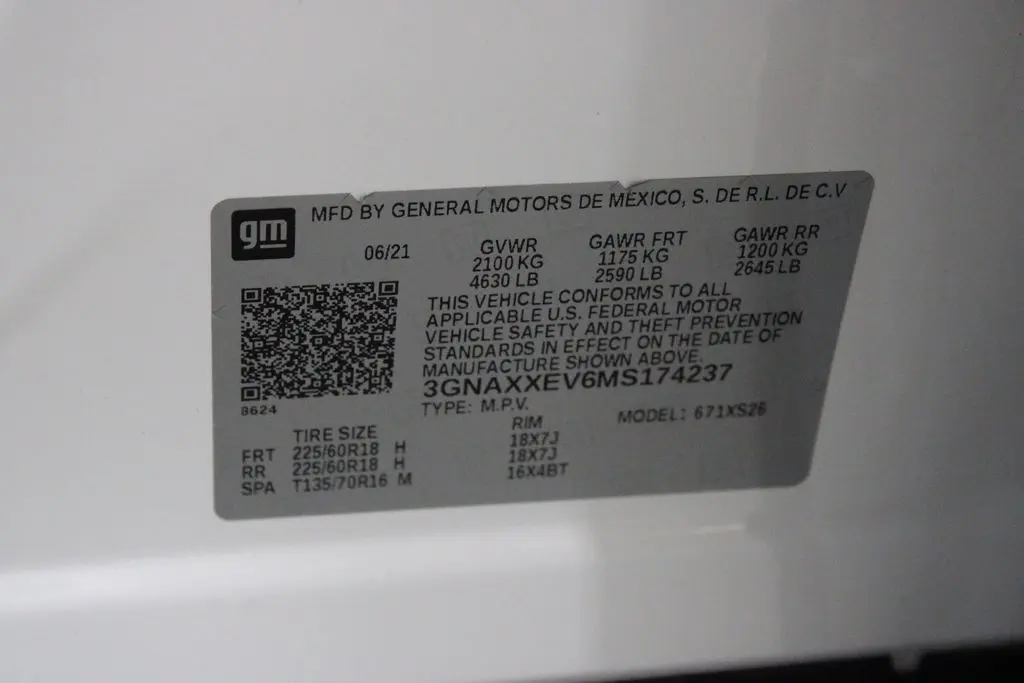 gm MFD BY GENERAL MOTORS DE MEXICO, S. DE R.L. DE C.V
06/21 GVWR GAWR FRT GAWR RR
2100 KG 1175 KG 1200 KG
4630 LB 2590 LB 2645 LB
THIS VEHICLE CONFORMS TO ALL
APPLICABLE U.S. FEDERAL MOTOR
VEHICLE SAFETY AND THEFT PREVENTION
STANDARDS IN EFFECT ON THE DATE OF
MANUFACTURE SHOWN ABOVE.
3GNAXXEV6MS174237
8624
TYPE: M.P.V. MODEL: 671XS26
TIRE SIZE RIM
FRT 225/60R18 H 18X7J
RR 225/60R18 H 18X7J
SPA T135/70R16 M 16X4BT